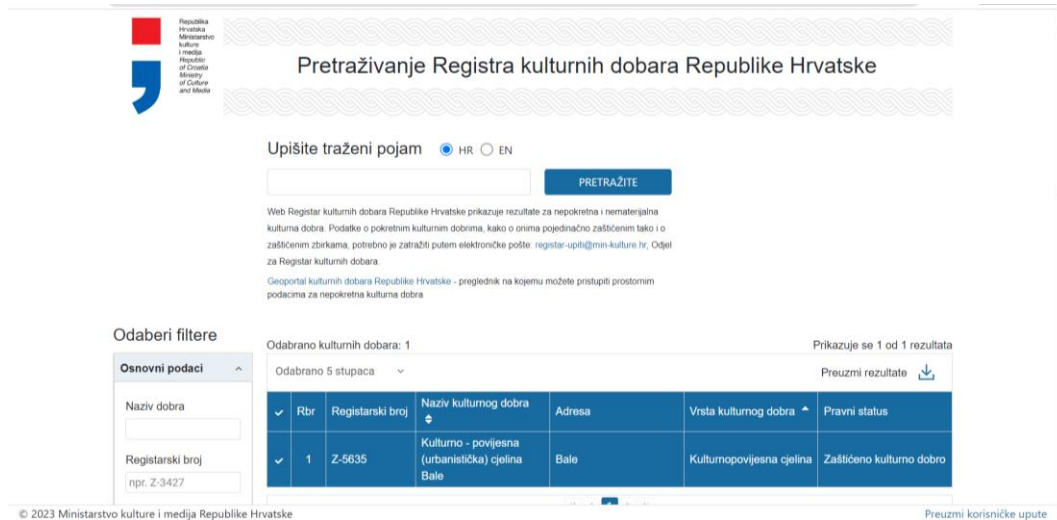 Republika
Hrvatska
Ministarstvo
kulture
i medija
Republic
of Croatia
Ministry
of Culture
and Media
Pretraživanje Registra kulturnih dobara Republike Hrvatske
Upišite traženi pojam HR EN
PRETRAŽITE
Web Registar kulturnih dobara Republike Hrvatske prikazuje rezultate za nepokretna i nematerijalna
kulturna dobra. Podatke o pokretnim kulturnim dobrima, kako o onima pojedinačno zaštićenim tako i o
zaštićenim zbirkama, potrebno je zatražiti putem elektroničke pošte: registar-upiti@min-kulture.hr, Odjel
za Registar kulturnih dobara.
Geoportal kulturnih dobara Republike Hrvatske - preglednik na kojemu možete pristupiti prostornim
podacima za nepokretna kulturna dobra
Odaberi filtere
Osnovni podaci
Naziv dobra
Registarski broj
npr. Z-3427
Odabrano kulturnih dobara: 1 Prikazuje se 1 od 1 rezultata
Odabrano 5 stupaca Preuzmi rezultate
Rbr Registarski broj Naziv kulturnog dobra Adresa Vrsta kulturnog dobra Pravni status
1 Z-5635 Kulturno - povijesna
(urbanistička) cjelina
Bale Bale Kulturnopovijesna cjelina Zaštićeno kulturno dobro
© 2023 Ministarstvo kulture i medija Republike Hrvatske Preuzmi korisničke upute